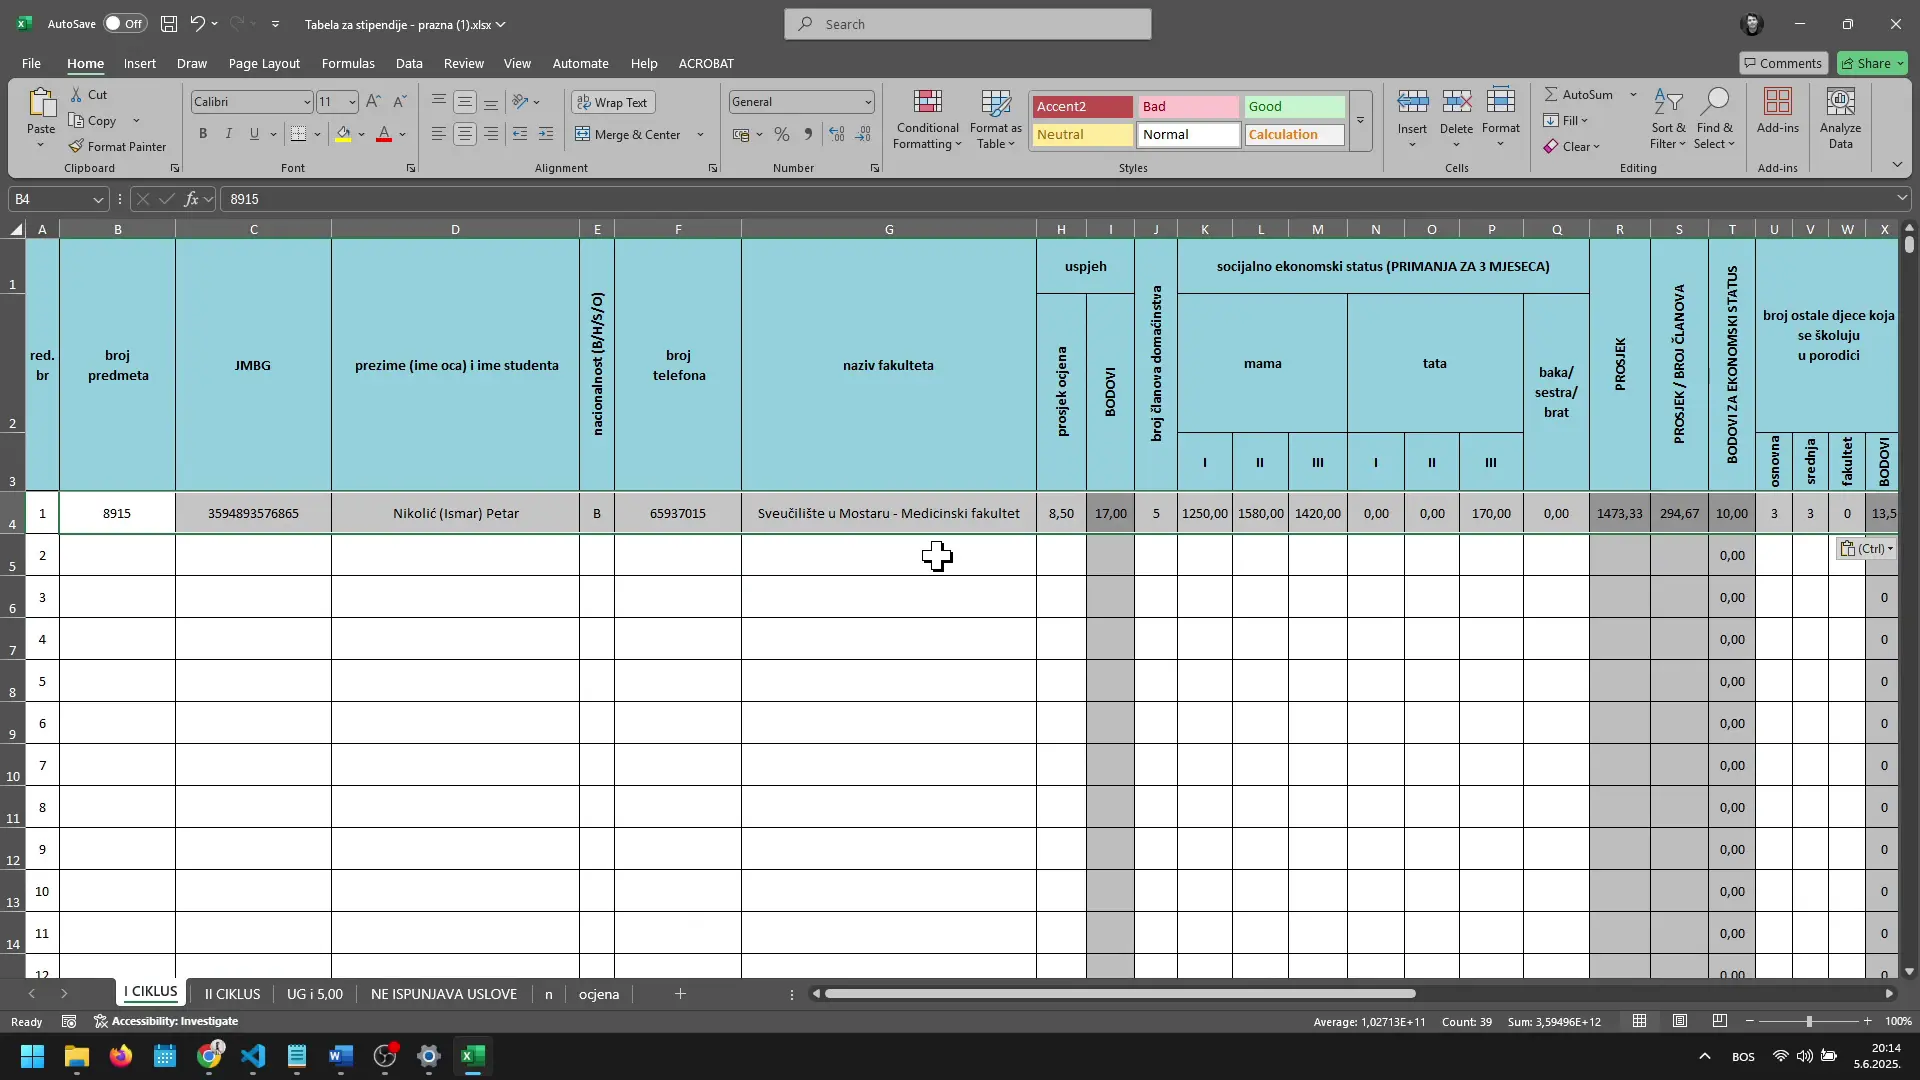 AutoSave Off Tabela za stipendije - prazna (1).xlsx Search
File Home Insert Draw Page Layout Formulas Data Review View Automate Help ACROBAT Comments Share
Paste Cut Copy Format Painter Clipboard
Calibri 11 B I U A Font
Wrap Text Merge & Center Alignment
General % Number
Conditional Formatting Format as Table
Accent2 Bad Good
Neutral Normal Calculation
Styles
Insert Delete Format Cells
AutoSum Fill Clear Sort & Filter Find & Select Editing
Add-ins Add-ins
Analyze Data
B4 fx 8915
A B C D E F G H I J K L M N O P Q R S T U V W X
red. br
broj predmeta
JMBG
prezime (ime oca) i ime studenta
nacionalnost (B/H/S/O)
broj telefona
naziv fakulteta
uspjeh
prosjek ocjena
BODOVI
broj članova domaćinstva
socijalno ekonomski status (PRIMANJA ZA 3 MJESECA)
mama
I II III
tata
I II III
baka/ sestra/ brat
PROSJEK
PROSJEK / BROJ ČLANOVA
BODOVI ZA EKONOMSKI STATUS
broj ostale djece koja
se školuju
u porodici
osnovna
srednja
fakultet
BODOVI
1
2
3
4 1 8915 3594893576865 Nikolić (Ismar) Petar B 65937015 Sveučilište u Mostaru - Medicinski fakultet 8,50 17,00 5 1250,00 1580,00 1420,00 0,00 0,00 170,00 0,00 1473,33 294,67 10,00 3 3 0 13,5
5 2 0,00 (Ctrl)
6 3 0,00 0
7 4 0,00 0
8 5 0,00 0
9 6 0,00 0
10 7 0,00 0
11 8 0,00 0
12 9 0,00 0
13 10 0,00 0
14 11 0,00 0
12 0,00 0
I CIKLUS II CIKLUS UG i 5,00 NE ISPUNJAVA USLOVE n ocjena
Ready Accessibility: Investigate Average: 1,02713E+11 Count: 39 Sum: 3,59496E+12 100%
BOS 20:14
5.6.2025.